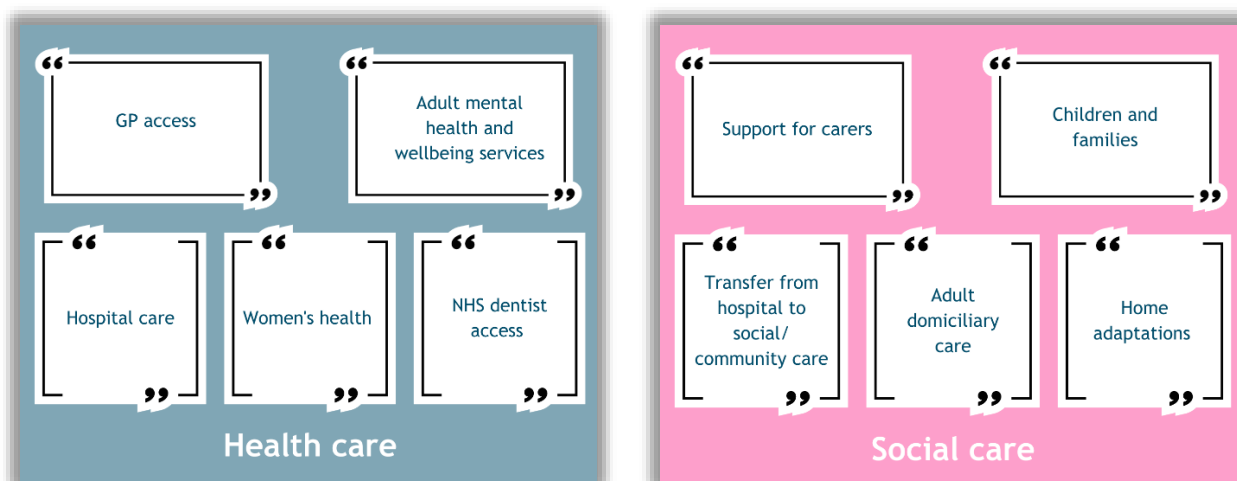 GP access
Adult mental
health and
wellbeing services
Hospital care
Women's health
NHS dentist
access
Health care
Support for carers
Children and
families
Transfer from
hospital to
social/
community care
Adult
domiciliary
care
Home
adaptations
Social care